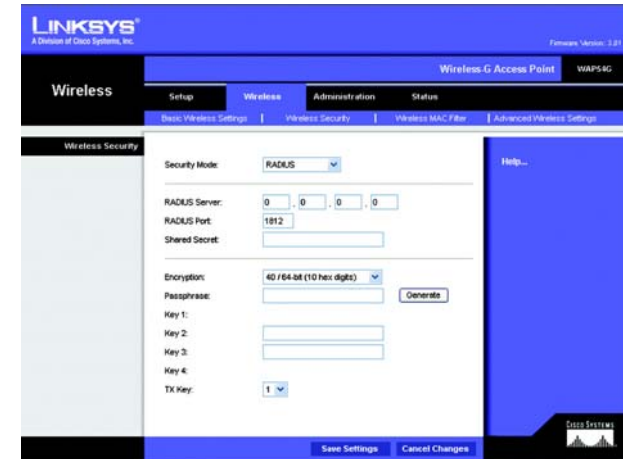 LINKSYS®
A Division of Cisco Systems, Inc.
Firmware Version: 3.01
Wireless-G Access Point WAP54G
Wireless
Setup Wireless Administration Status
Basic Wireless Settings | Wireless Security | Wireless MAC Filter | Advanced Wireless Settings
Wireless Security
Security Mode: RADIUS
Help...
RADIUS Server: 0 . 0 . 0 . 0
RADIUS Port: 1812
Shared Secret:
Encryption: 40 / 64-bit (10 hex digits)
Passphrase: Generate
Key 1:
Key 2:
Key 3:
Key 4:
TX Key: 1
Save Settings Cancel Changes
CISCO SYSTEMS